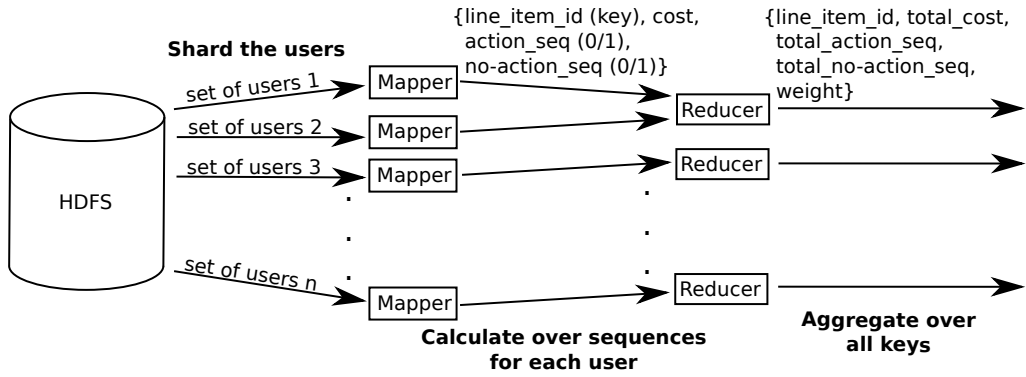 Shard the users
{line_item_id (key), cost,
action_seq (0/1),
no-action_seq (0/1)}
{line_item_id, total_cost,
total_action_seq,
total_no-action_seq,
weight}
set of users 1
Mapper
Reducer
set of users 2
Mapper
set of users 3
Mapper
Reducer
HDFS
set of users n
Mapper
Reducer
Calculate over sequences
for each user
Aggregate over
all keys